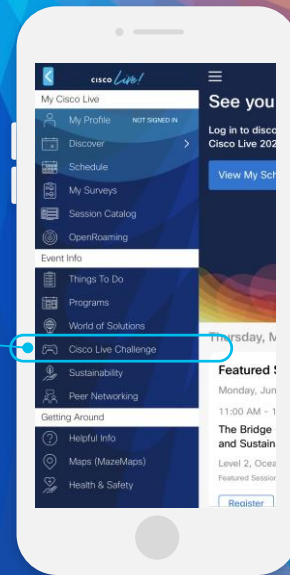 cisco Live!
My Cisco Live
My Profile NOT SIGNED IN
Discover
Schedule
My Surveys
Session Catalog
OpenRoaming
Event Info
Things To Do
Programs
World of Solutions
Cisco Live Challenge
Sustainability
Peer Networking
Getting Around
Helpful Info
Maps (MazeMaps)
Health & Safety
See you
Log in to disco
Cisco Live 202
View My Sch
Thursday, M
Featured S
Monday, Jun
11:00 AM - 1
The Bridge
and Sustain
Level 2, Ocea
Featured Session
Register